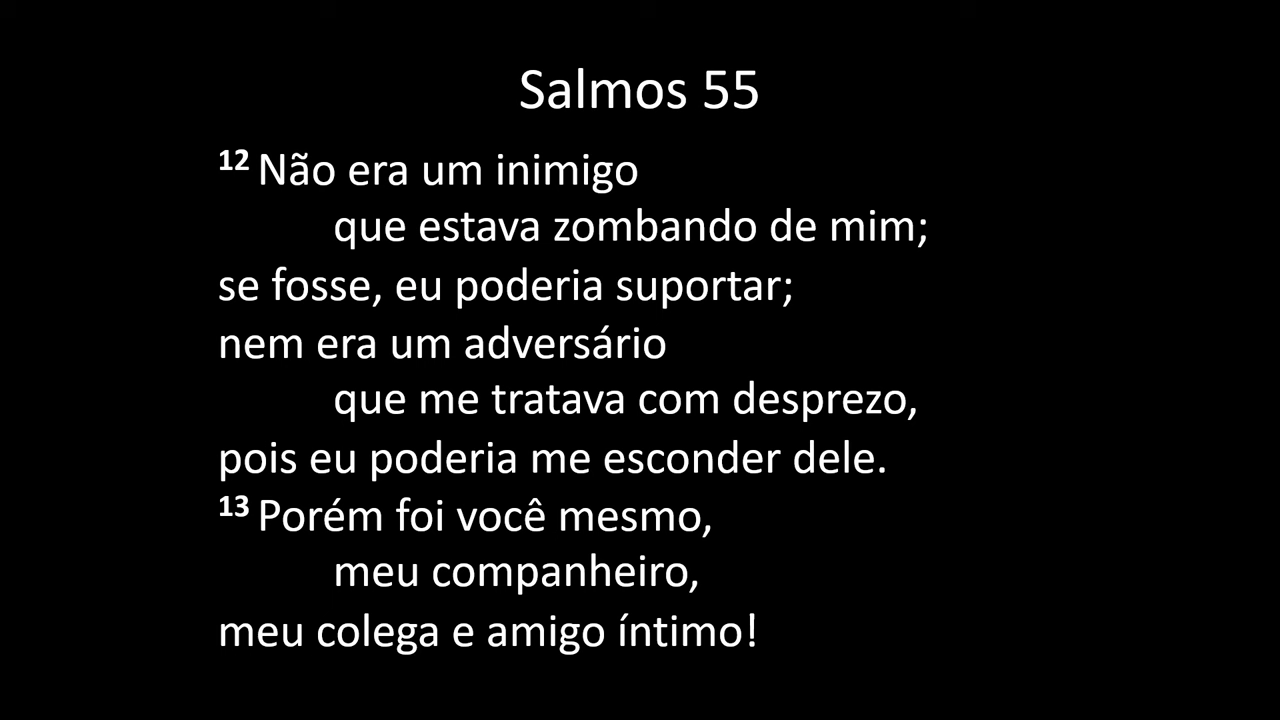 Salmos 55
12 Não era um inimigo
que estava zombando de mim;
se fosse, eu poderia suportar;
nem era um adversário
que me tratava com desprezo,
pois eu poderia me esconder dele.
13 Porém foi você mesmo,
meu companheiro,
meu colega e amigo íntimo!